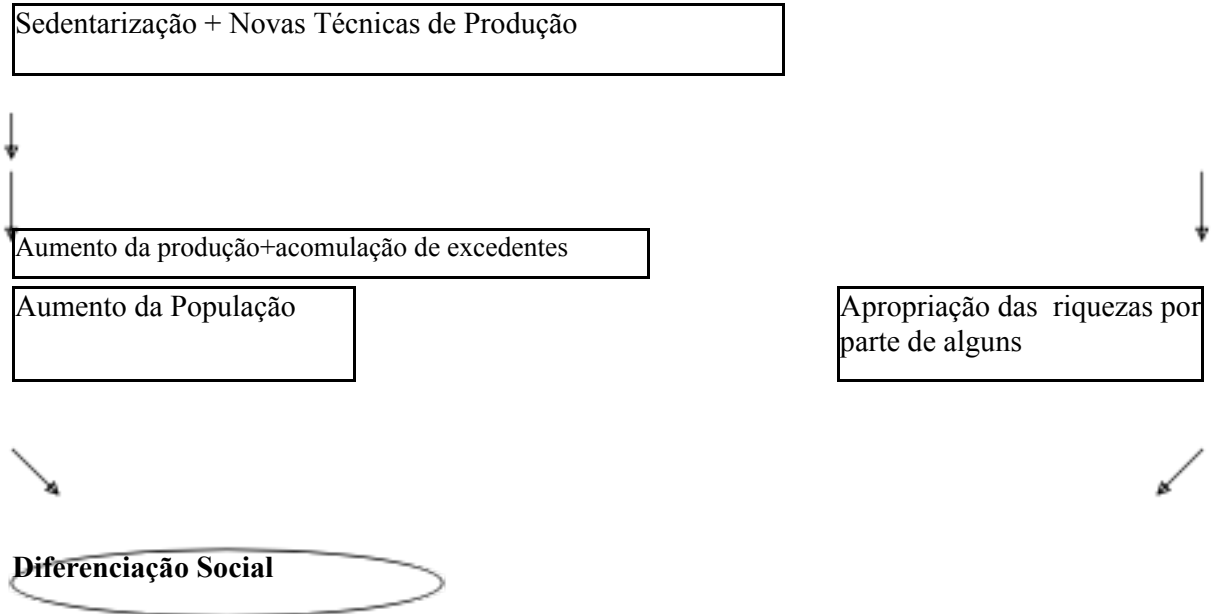 Sedentarização + Novas Técnicas de Produção
Aumento da produção+acomulação de excedentes
Aumento da População
Apropriação das riquezas por
parte de alguns
Diferenciação Social